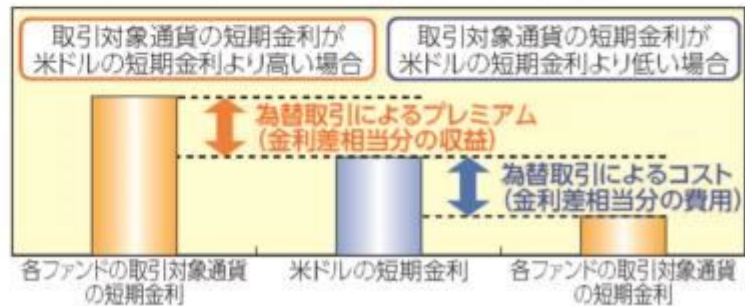 取引対象通貨の短期金利が
米ドルの短期金利より高い場合
取引対象通貨の短期金利が
米ドルの短期金利より低い場合
為替取引によるプレミアム
(金利差相当分の収益)
為替取引によるコスト
(金利差相当分の費用)
各ファンドの取引対象通貨
の短期金利
米ドルの短期金利
各ファンドの取引対象通貨
の短期金利